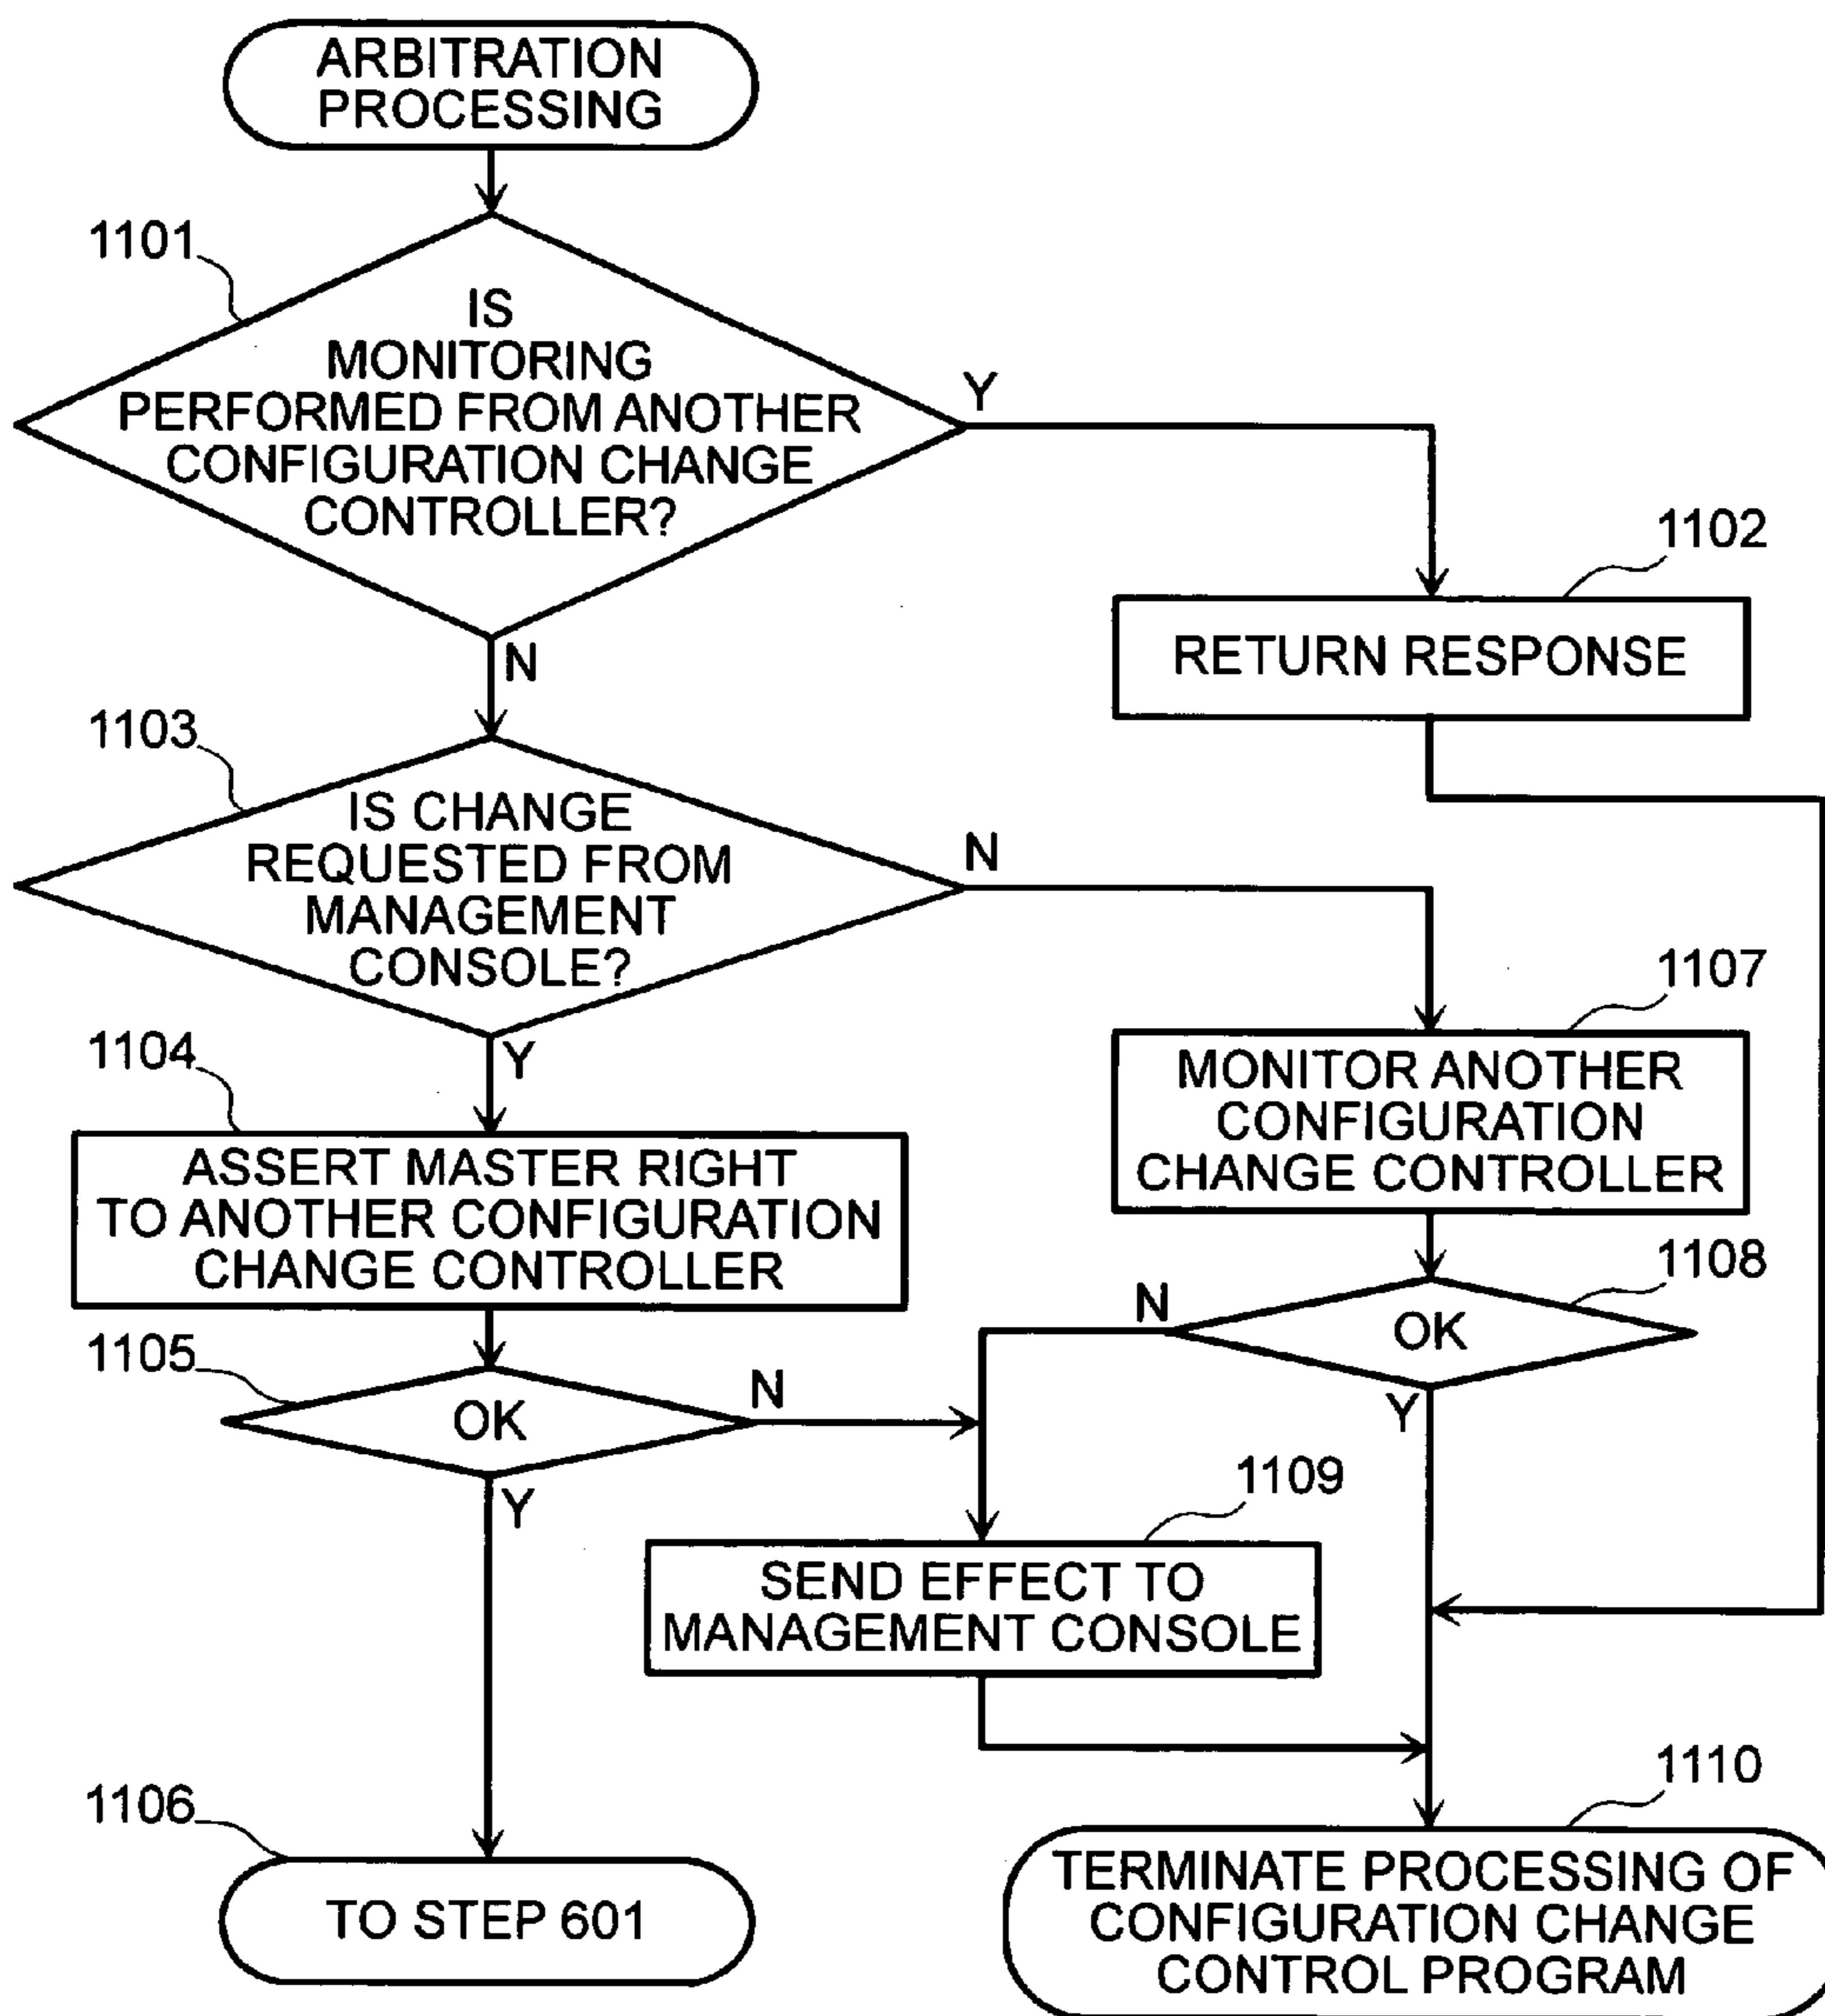 ARBITRATION
PROCESSING
1101
IS
MONITORING
PERFORMED FROM ANOTHER
CONFIGURATION CHANGE
CONTROLLER?
Y
N
1102
RETURN RESPONSE
1103
IS CHANGE
REQUESTED FROM
MANAGEMENT
CONSOLE?
N
Y
1104
ASSERT MASTER RIGHT
TO ANOTHER CONFIGURATION
CHANGE CONTROLLER
1107
MONITOR ANOTHER
CONFIGURATION
CHANGE CONTROLLER
1108
OK
N
Y
1105
OK
N
Y
1109
SEND EFFECT TO
MANAGEMENT CONSOLE
1106
TO STEP 601
1110
TERMINATE PROCESSING OF
CONFIGURATION CHANGE
CONTROL PROGRAM